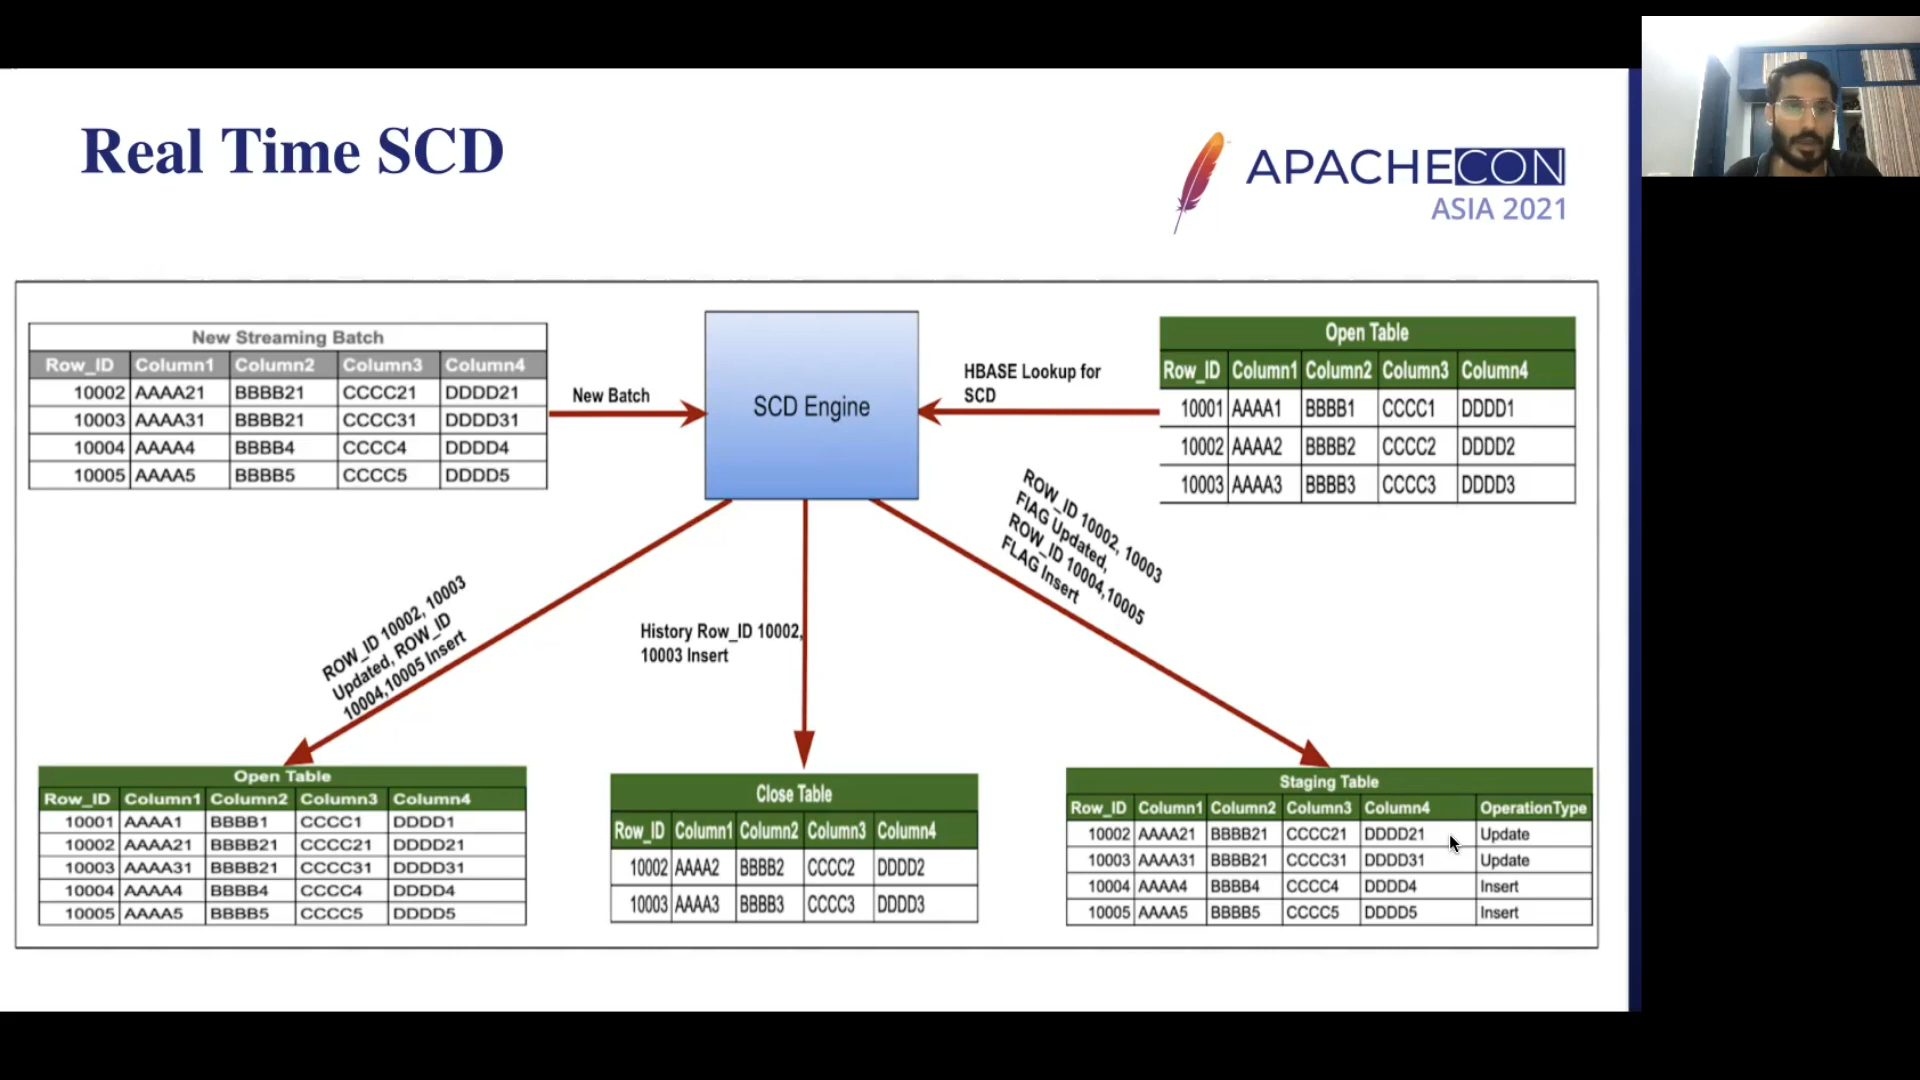 Real Time SCD
APACHECON
ASIA 2021
New Streaming Batch
Row_ID Column1 Column2 Column3 Column4
10002 AAAA21 BBBB21 CCCC21 DDDD21
10003 AAAA31 BBBB21 CCCC31 DDDD31
10004 AAAA4 BBBB4 CCCC4 DDDD4
10005 AAAA5 BBBB5 CCCC5 DDDD5
New Batch
SCD Engine
HBASE Lookup for
SCD
Open Table
Row_ID Column1 Column2 Column3 Column4
10001 AAAA1 BBBB1 CCCC1 DDDD1
10002 AAAA2 BBBB2 CCCC2 DDDD2
10003 AAAA3 BBBB3 CCCC3 DDDD3
ROW_ID 10002, 10003
Updated, ROW_ID
10004,10005 Insert
History Row_ID 10002,
10003 Insert
ROW_ID 10002, 10003
FlAG Updated,
ROW_ID 10004,10005
FLAG Insert
Open Table
Row_ID Column1 Column2 Column3 Column4
10001 AAAA1 BBBB1 CCCC1 DDDD1
10002 AAAA21 BBBB21 CCCC21 DDDD21
10003 AAAA31 BBBB21 CCCC31 DDDD31
10004 AAAA4 BBBB4 CCCC4 DDDD4
10005 AAAA5 BBBB5 CCCC5 DDDD5
Close Table
Row_ID Column1 Column2 Column3 Column4
10002 AAAA2 BBBB2 CCCC2 DDDD2
10003 AAAA3 BBBB3 CCCC3 DDDD3
Staging Table
Row_ID Column1 Column2 Column3 Column4 OperationType
10002 AAAA21 BBBB21 CCCC21 DDDD21 Update
10003 AAAA31 BBBB21 CCCC31 DDDD31 Update
10004 AAAA4 BBBB4 CCCC4 DDDD4 Insert
10005 AAAA5 BBBB5 CCCC5 DDDD5 Insert